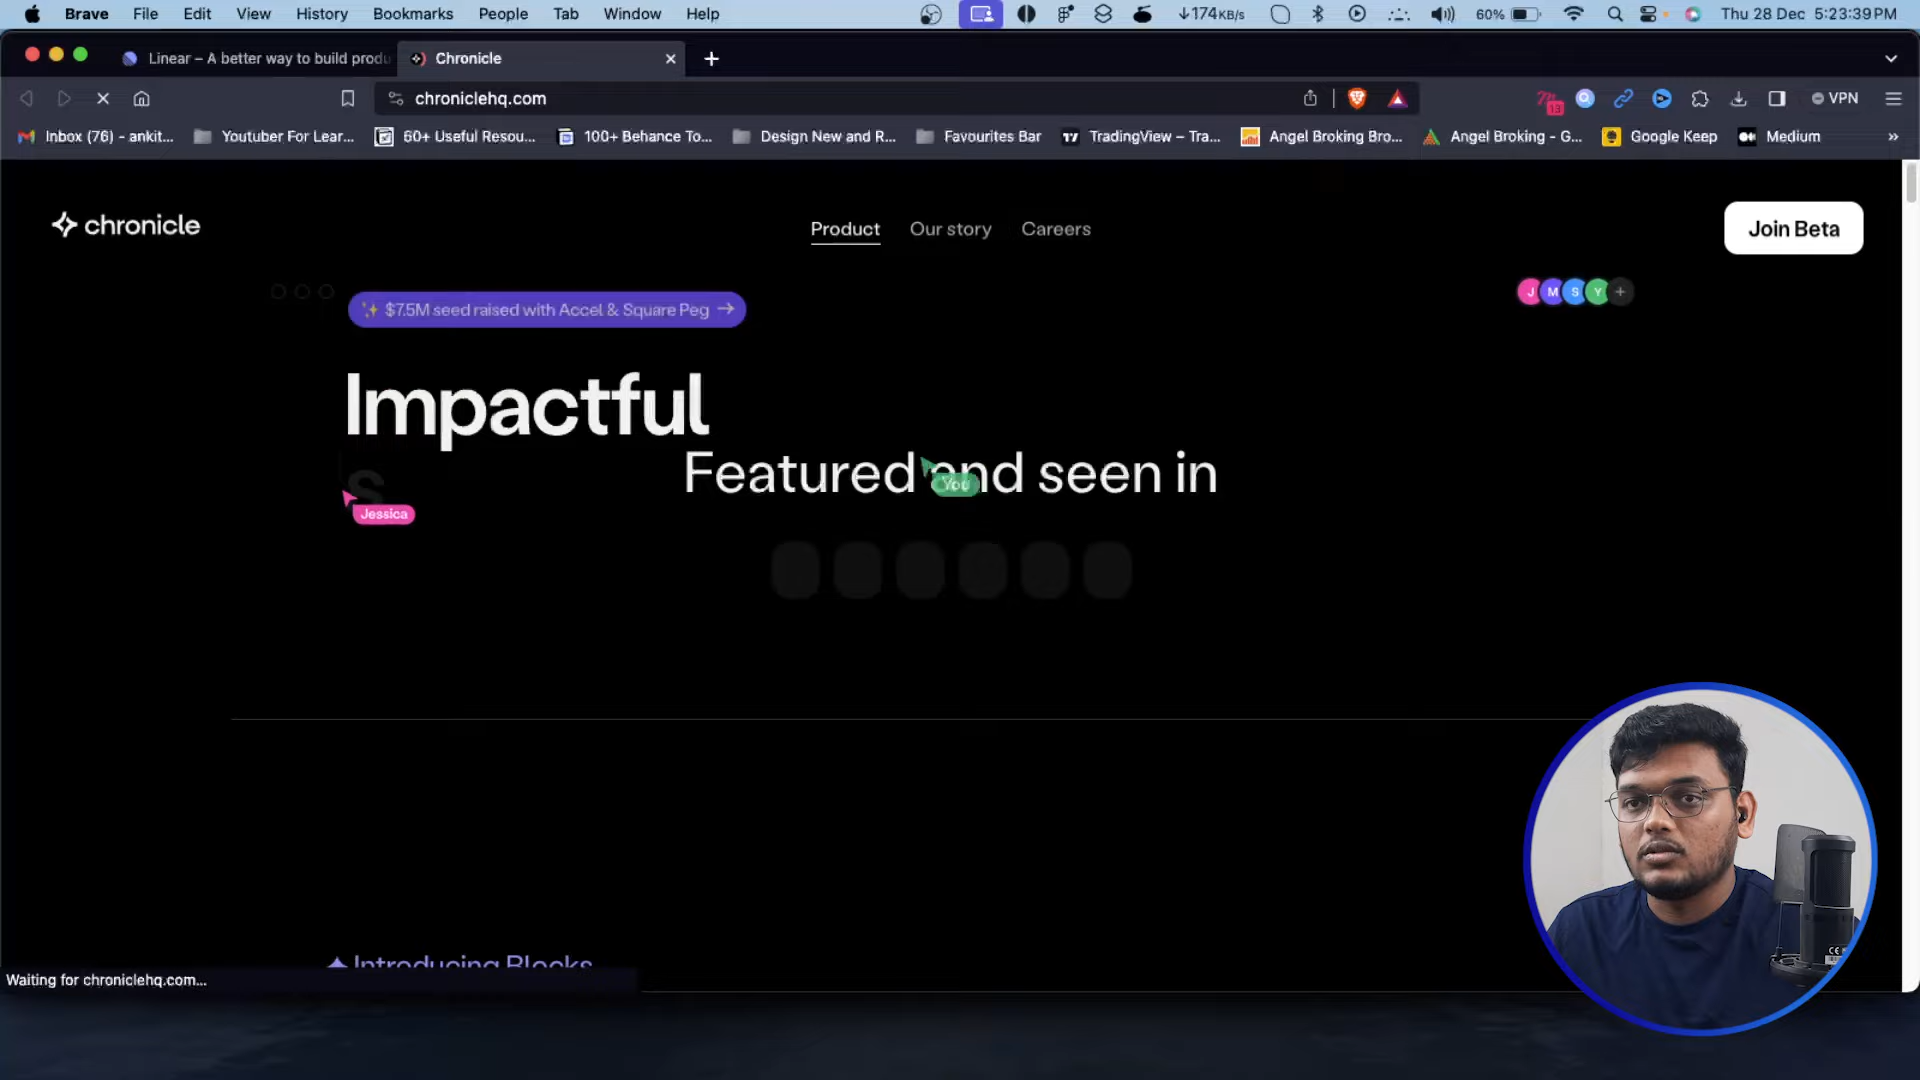 Brave File Edit View History Bookmarks People Tab Window Help
↓174KB/s
60%
Thu 28 Dec 5:23:39 PM
Linear – A better way to build produ
Chronicle
chroniclehq.com
13
VPN
Inbox (76) - ankit...
Youtuber For Lear...
60+ Useful Resou...
100+ Behance To...
Design New and R...
Favourites Bar
TradingView – Tra...
Angel Broking Bro...
Angel Broking - G...
Google Keep
Medium
chronicle
Product
Our story
Careers
Join Beta
✨ $7.5M seed raised with Accel & Square Peg →
J M S Y +
Impactful
s
Jessica
Featured and seen in
You
Introducing Blocks
Waiting for chroniclehq.com...
CE